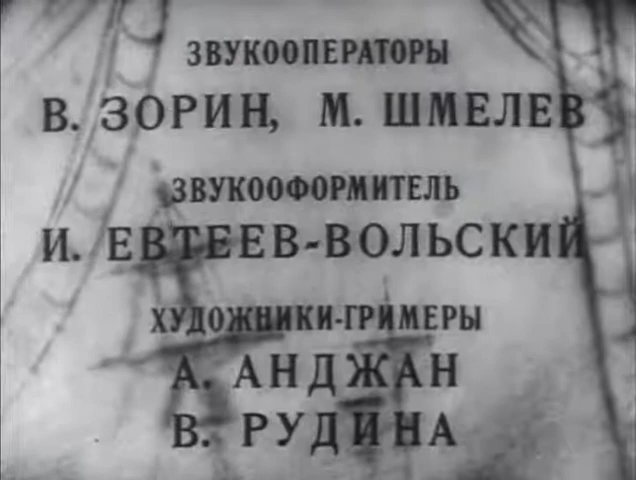 ЗВУКООПЕРАТОРЫ
В. ЗОРИН, М. ШМЕЛЕВ
ЗВУКООФОРМИТЕЛЬ
И. ЕВТЕЕВ-ВОЛЬСКИЙ
ХУДОЖНИКИ-ГРИМЕРЫ
А. АНДЖАН
В. РУДИНА